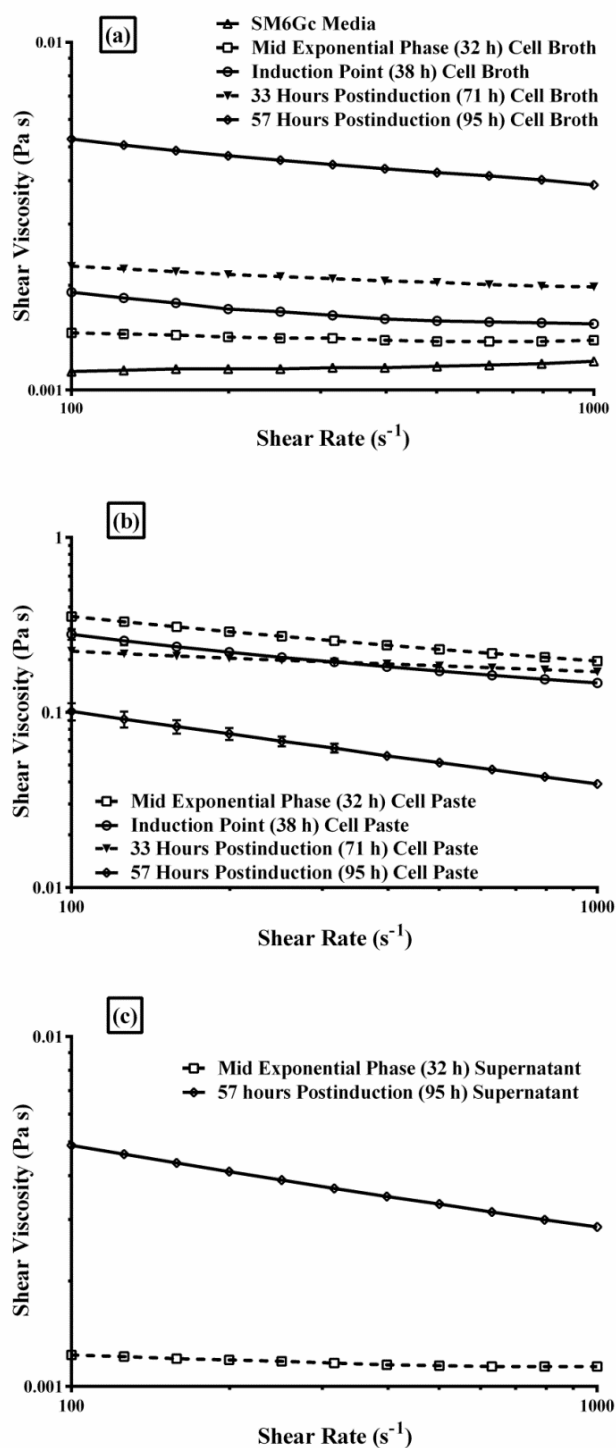 (a)
SM6Gc Media
Mid Exponential Phase (32 h) Cell Broth
Induction Point (38 h) Cell Broth
33 Hours Postinduction (71 h) Cell Broth
57 Hours Postinduction (95 h) Cell Broth
0.01
Shear Viscosity (Pa s)
0.001
100
1000
Shear Rate (s⁻¹)
(b)
1
Shear Viscosity (Pa s)
0.1
Mid Exponential Phase (32 h) Cell Paste
Induction Point (38 h) Cell Paste
33 Hours Postinduction (71 h) Cell Paste
57 Hours Postinduction (95 h) Cell Paste
0.01
100
1000
Shear Rate (s⁻¹)
(c)
0.01
Mid Exponential Phase (32 h) Supernatant
57 hours Postinduction (95 h) Supernatant
Shear Viscosity (Pa s)
0.001
100
1000
Shear Rate (s⁻¹)